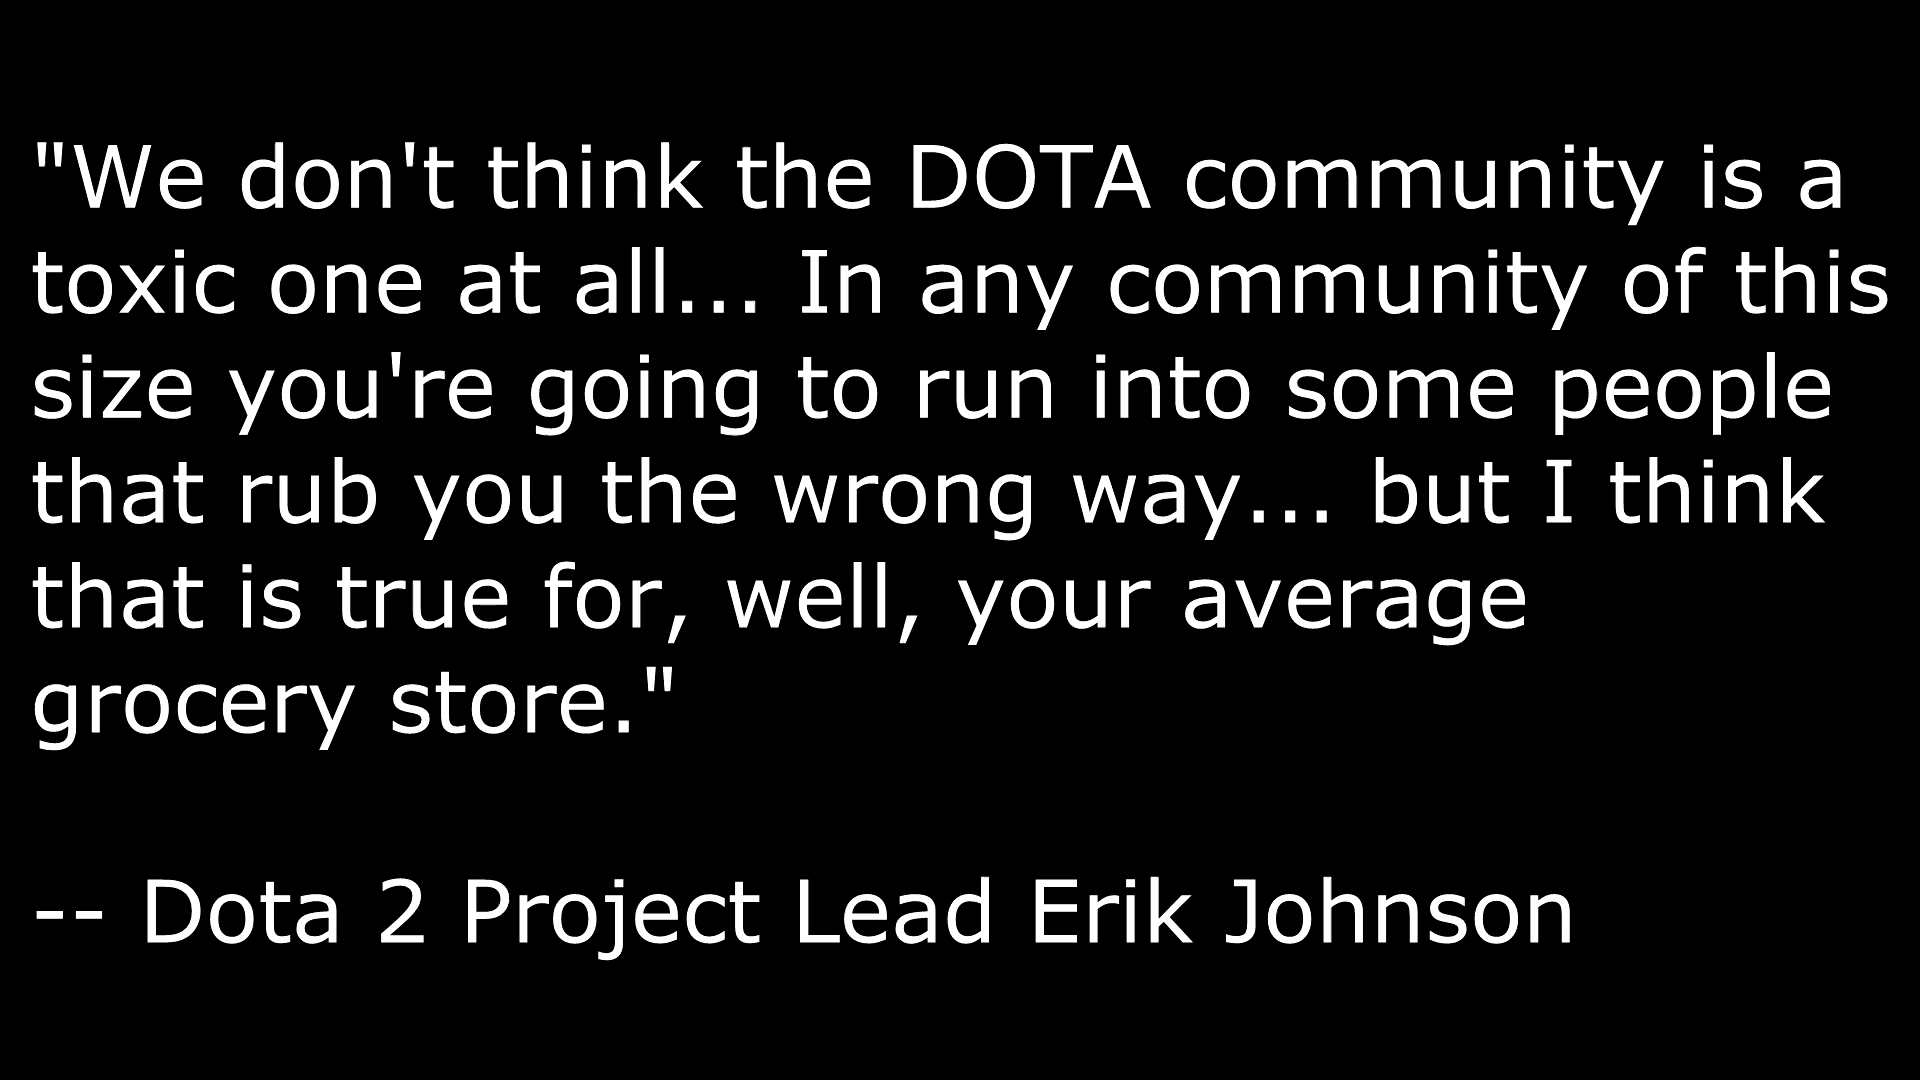 "We don't think the DOTA community is a
toxic one at all... In any community of this
size you're going to run into some people
that rub you the wrong way... but I think
that is true for, well, your average
grocery store."
-- Dota 2 Project Lead Erik Johnson